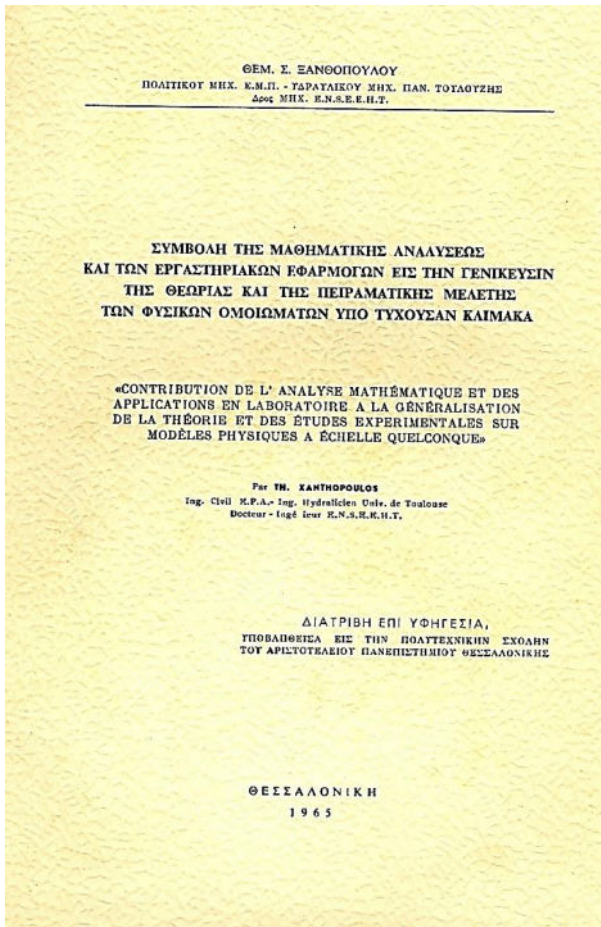 ΘΕΜ. Σ. ΞΑΝΘΟΠΟΥΛΟΥ
ΠΟΛΙΤΙΚΟΥ ΜΗΧ. Ε.Μ.Π. - ΥΔΡΑΥΛΙΚΟΥ ΜΗΧ. ΠΑΝ. ΤΟΥΛΟΥΖΗΣ
Δρος ΜΗΧ. E.N.S.E.E.H.T.
ΣΥΜΒΟΛΗ ΤΗΣ ΜΑΘΗΜΑΤΙΚΗΣ ΑΝΑΛΥΣΕΩΣ
ΚΑΙ ΤΩΝ ΕΡΓΑΣΤΗΡΙΑΚΩΝ ΕΦΑΡΜΟΓΩΝ ΕΙΣ ΤΗΝ ΓΕΝΙΚΕΥΣΙΝ
ΤΗΣ ΘΕΩΡΙΑΣ ΚΑΙ ΤΗΣ ΠΕΙΡΑΜΑΤΙΚΗΣ ΜΕΛΕΤΗΣ
ΤΩΝ ΦΥΣΙΚΩΝ ΟΜΟΙΩΜΑΤΩΝ ΥΠΟ ΤΥΧΟΥΣΑΝ ΚΛΙΜΑΚΑ
«CONTRIBUTION DE L' ANALYSE MATHÉMATIQUE ET DES
APPLICATIONS EN LABORATOIRE A LA GÉNÉRALISATION
DE LA THÉORIE ET DES ÉTUDES EXPERIMENTALES SUR
MODÈLES PHYSIQUES A ÉCHELLE QUELCONQUE»
Par TH. XANTHOPOULOS
Ing. Civil E.P.A.- Ing. Hydralicien Univ. de Toulouse
Docteur - Ingé ieur E.N.S.E.E.H.T.
ΔΙΑΤΡΙΒΗ ΕΠΙ ΥΦΗΓΕΣΙΑ,
ΥΠΟΒΛΗΘΕΙΣΑ ΕΙΣ ΤΗΝ ΠΟΛΥΤΕΧΝΙΚΗΝ ΣΧΟΛΗΝ
ΤΟΥ ΑΡΙΣΤΟΤΕΛΕΙΟΥ ΠΑΝΕΠΙΣΤΗΜΙΟΥ ΘΕΣΣΑΛΟΝΙΚΗΣ
ΘΕΣΣΑΛΟΝΙΚΗ
1965